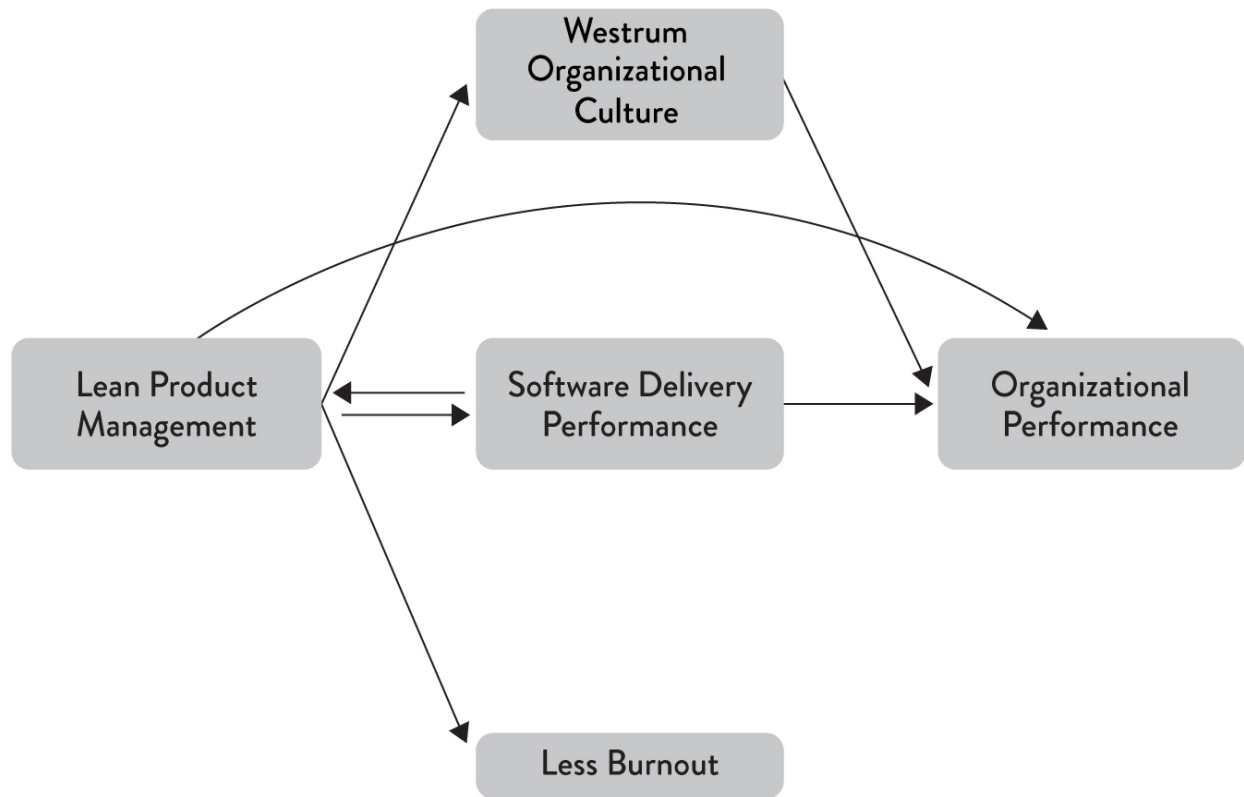 Westrum
Organizational
Culture
Lean Product
Management
Software Delivery
Performance
Organizational
Performance
Less Burnout